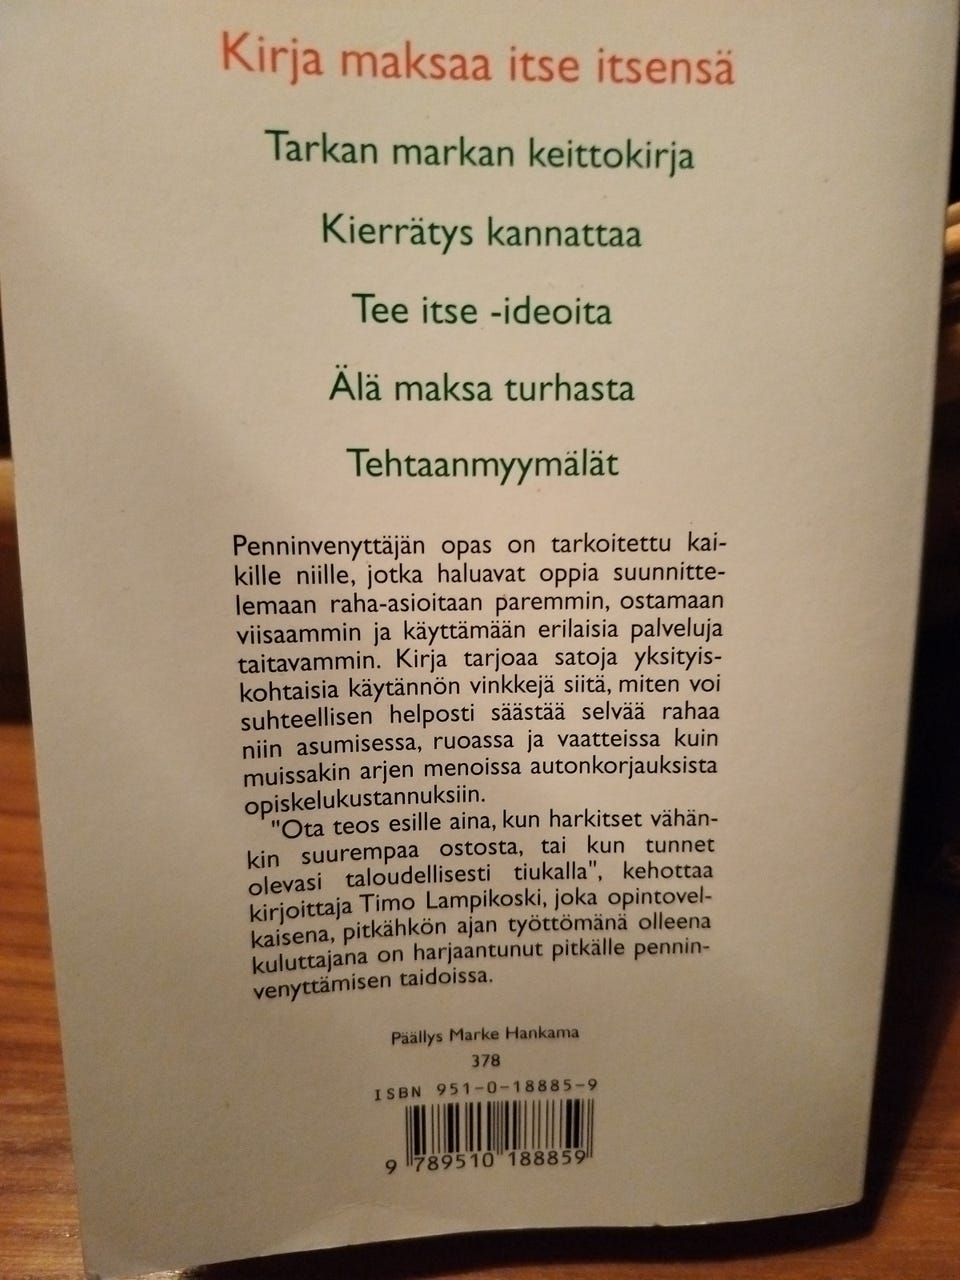 Kirja maksaa itse itsensä
Tarkan markan keittokirja
Kierrätys kannattaa
Tee itse -ideoita
Älä maksa turhasta
Tehtaanmyymälät
Penninvenyttäjän opas on tarkoitettu kai-
kille niille, jotka haluavat oppia suunnitte-
lemaan raha-asioitaan paremmin, ostamaan
viisaammin ja käyttämään erilaisia palveluja
taitavammin. Kirja tarjoaa satoja yksityis-
kohtaisia käytännön vinkkejä siitä, miten voi
suhteellisen helposti säästää selvää rahaa
niin asumisessa, ruoassa ja vaatteissa kuin
muissakin arjen menoissa autonkorjauksista
opiskelukustannuksiin.
"Ota teos esille aina, kun harkitset vähän-
kin suurempaa ostosta, tai kun tunnet
olevasi taloudellisesti tiukalla", kehottaa
kirjoittaja Timo Lampikoski, joka opintovel-
kaisena, pitkähkön ajan työttömänä olleena
kuluttajana on harjaantunut pitkälle pennin-
venyttämisen taidoissa.
Päällys Marke Hankama
378
ISBN 951-0-18885-9
9 789510 188859